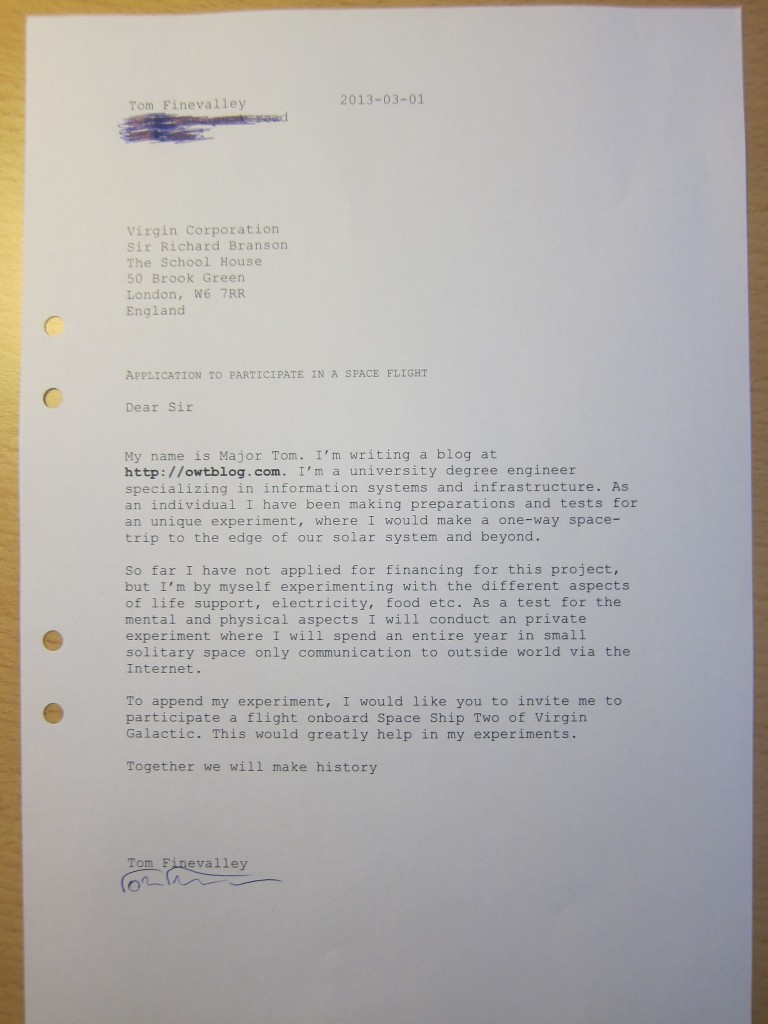 Tom Finevalley
2013-03-01
road
Virgin Corporation
Sir Richard Branson
The School House
50 Brook Green
London, W6 7RR
England
APPLICATION TO PARTICIPATE IN A SPACE FLIGHT
Dear Sir
My name is Major Tom. I'm writing a blog at
http://owtblog.com. I'm a university degree engineer
specializing in information systems and infrastructure. As
an individual I have been making preparations and tests for
an unique experiment, where I would make a one-way space-
trip to the edge of our solar system and beyond.
So far I have not applied for financing for this project,
but I'm by myself experimenting with the different aspects
of life support, electricity, food etc. As a test for the
mental and physical aspects I will conduct an private
experiment where I will spend an entire year in small
solitary space only communication to outside world via the
Internet.
To append my experiment, I would like you to invite me to
participate a flight onboard Space Ship Two of Virgin
Galactic. This would greatly help in my experiments.
Together we will make history
Tom Finevalley